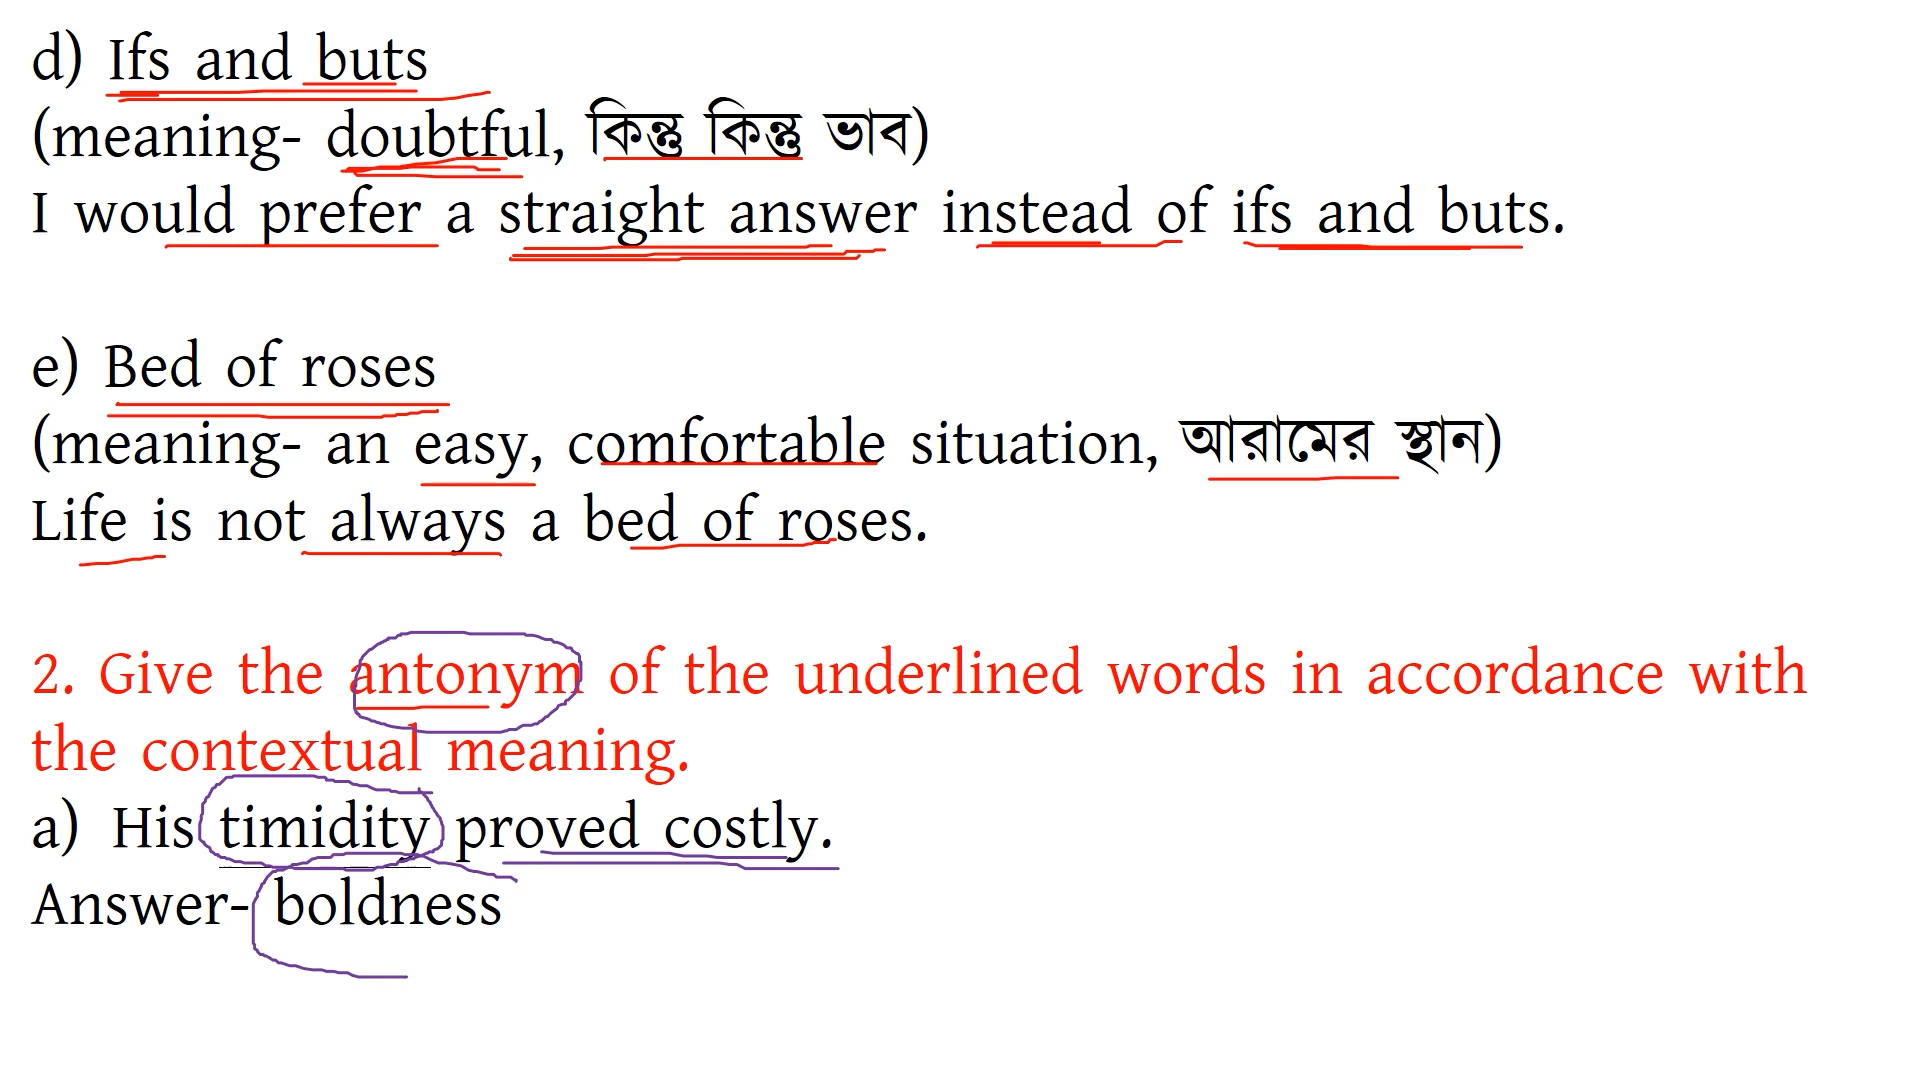 d) Ifs and buts
(meaning- doubtful, কিন্তু কিন্তু ভাব)
I would prefer a straight answer instead of ifs and buts.
e) Bed of roses
(meaning- an easy, comfortable situation, আরামের স্থান)
Life is not always a bed of roses.
2. Give the antonym of the underlined words in accordance with
the contextual meaning.
a) His timidity proved costly.
Answer- boldness